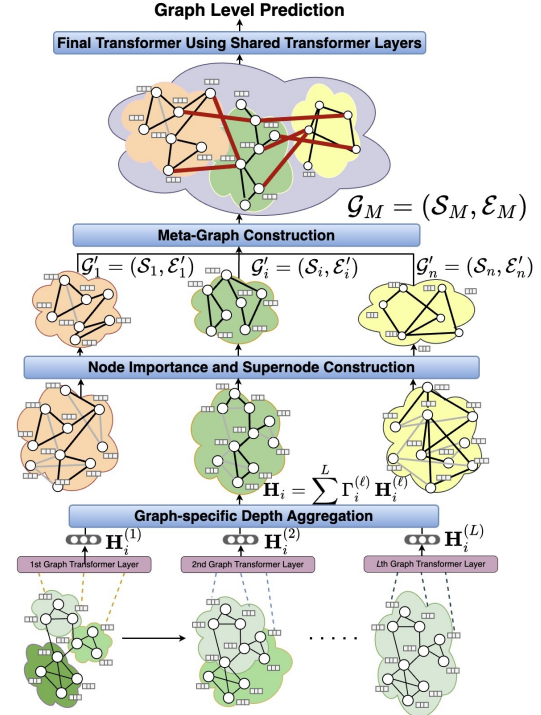 Graph Level Prediction
Final Transformer Using Shared Transformer Layers
𝒢_M = (𝒮_M, ℰ_M)
Meta-Graph Construction
𝒢′_1 = (𝒮_1, ℰ′_1)
𝒢′_i = (𝒮_i, ℰ′_i)
𝒢′_n = (𝒮_n, ℰ′_n)
Node Importance and Supernode Construction
H_i = ∑^L Γ_i^(ℓ) H_i^(ℓ)
Graph-specific Depth Aggregation
H_i^(1)
H_i^(2)
H_i^(L)
1st Graph Transformer Layer
2nd Graph Transformer Layer
Lth Graph Transformer Layer
. . . . .